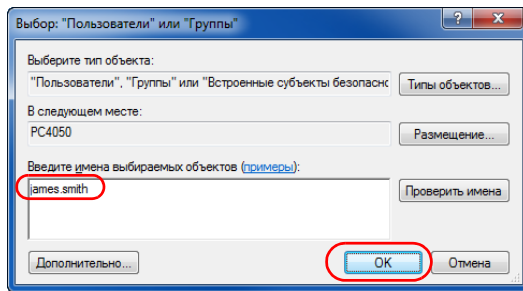 Выбор: "Пользователи" или "Группы"
Выберите тип объекта:
"Пользователи", "Группы" или "Встроенные субъекты безопасно
Типы объектов...
В следующем месте:
PC4050
Размещение...
Введите имена выбираемых объектов (примеры):
james.smith
Проверить имена
Дополнительно...
ОК
Отмена